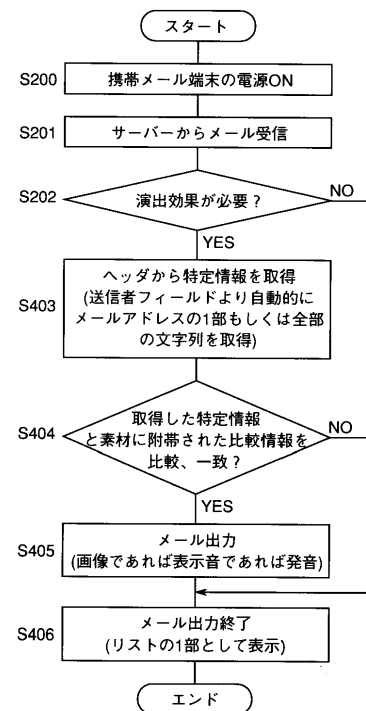 スタート
S200
携帯メール端末の電源ON
S201
サーバーからメール受信
S202
演出効果が必要？
NO
YES
S403
ヘッダから特定情報を取得
(送信者フィールドより自動的に
メールアドレスの1部もしくは全部
の文字列を取得)
S404
取得した特定情報
と素材に附帯された比較情報を
比較、一致？
NO
YES
S405
メール出力
(画像であれば表示音であれば発音)
S406
メール出力終了
(リストの1部として表示)
エンド